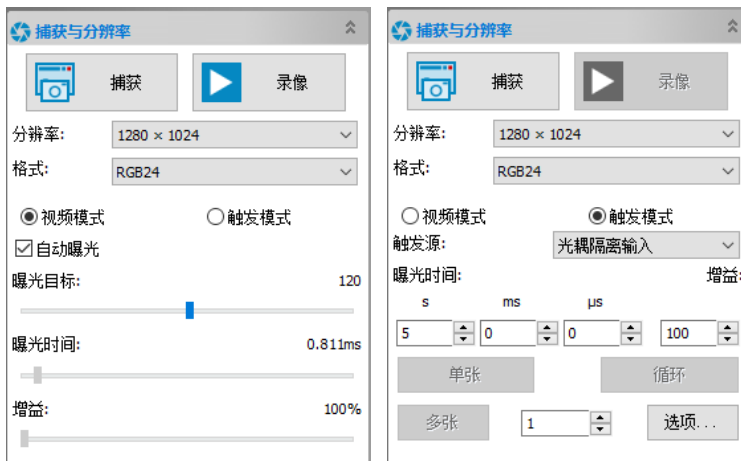 捕获与分辨率
捕获 录像
分辨率: 1280 × 1024
格式: RGB24
视频模式 触发模式
自动曝光
曝光目标: 120
曝光时间: 0.811ms
增益: 100%
捕获与分辨率
捕获 录像
分辨率: 1280 × 1024
格式: RGB24
视频模式 触发模式
触发源: 光耦隔离输入
曝光时间: 增益:
s ms µs
5 0 0 100
单张 循环
多张 1 选项...